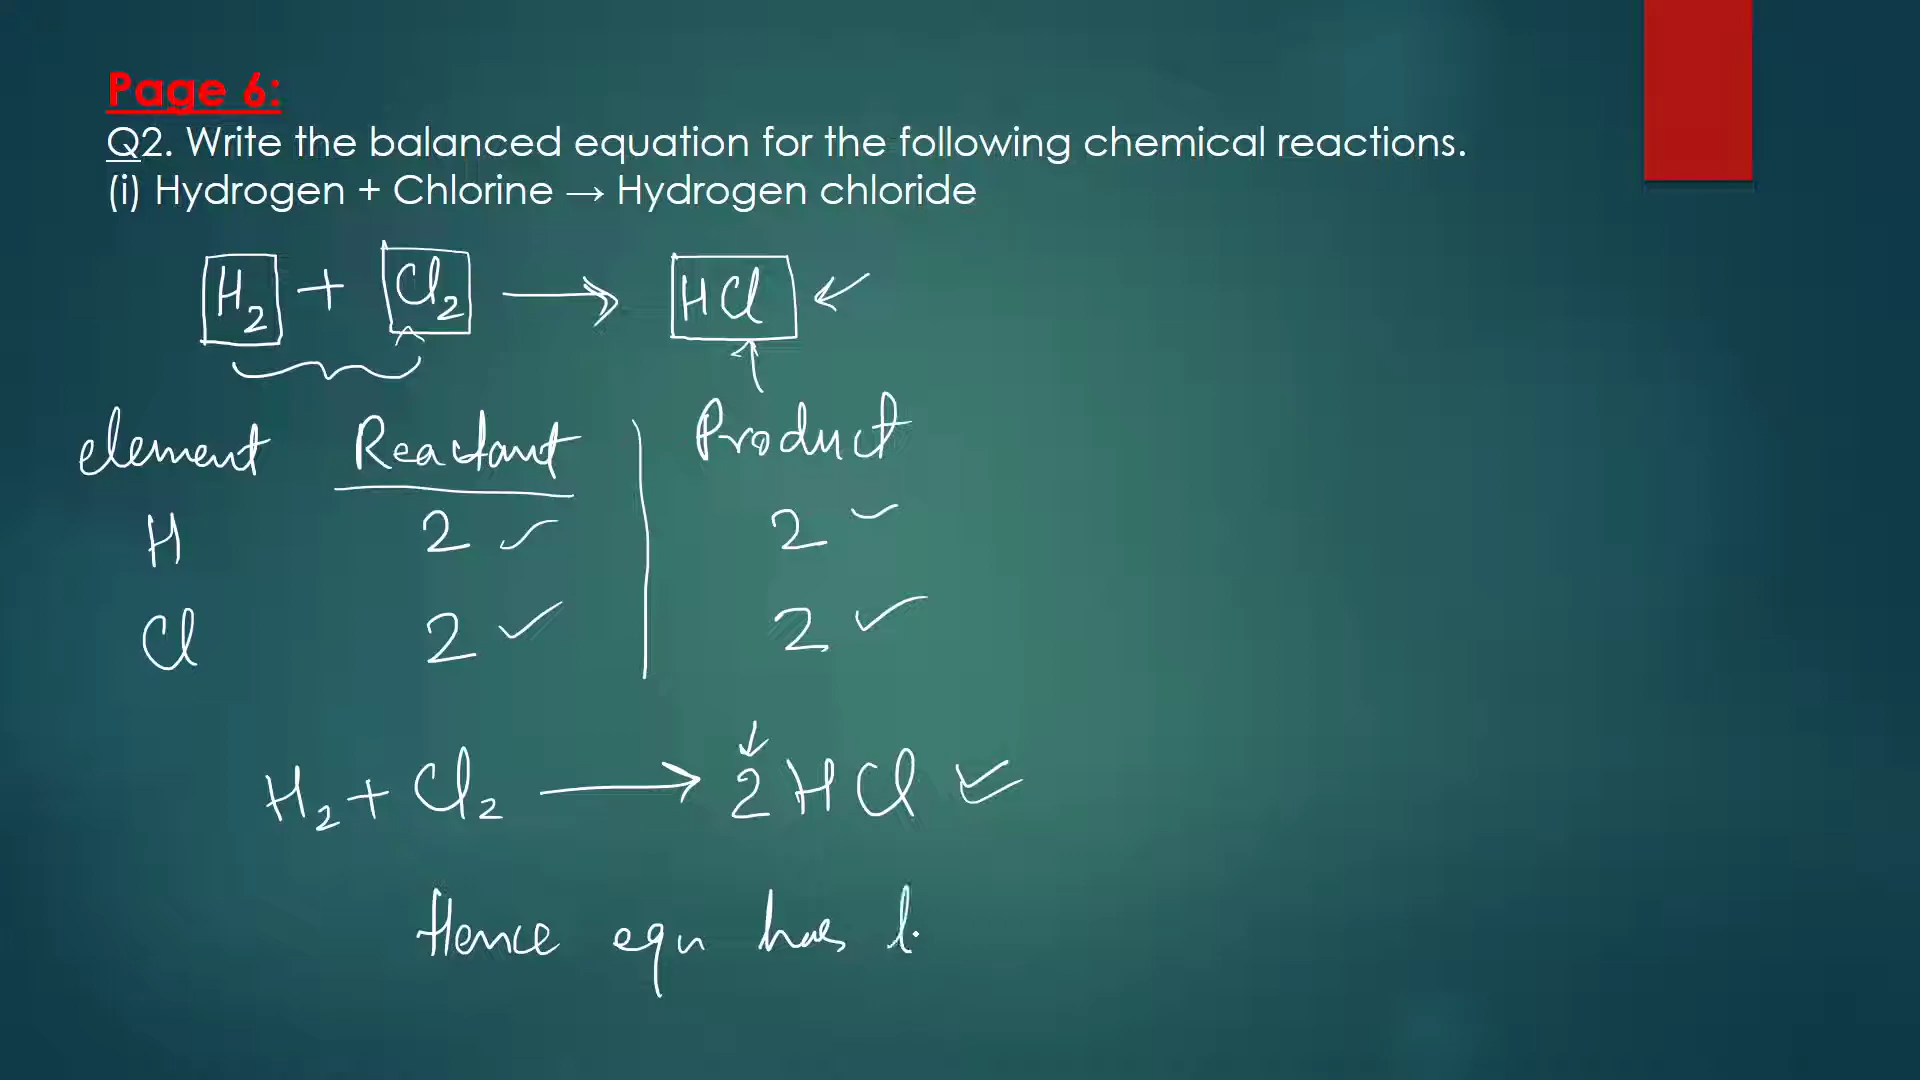 Page 6:
Q2. Write the balanced equation for the following chemical reactions.
(i) Hydrogen + Chlorine → Hydrogen chloride
H₂ + Cl₂ → HCl
element Reactant Product
H 2 2
Cl 2 2
H₂ + Cl₂ → 2HCl
Hence eqn has